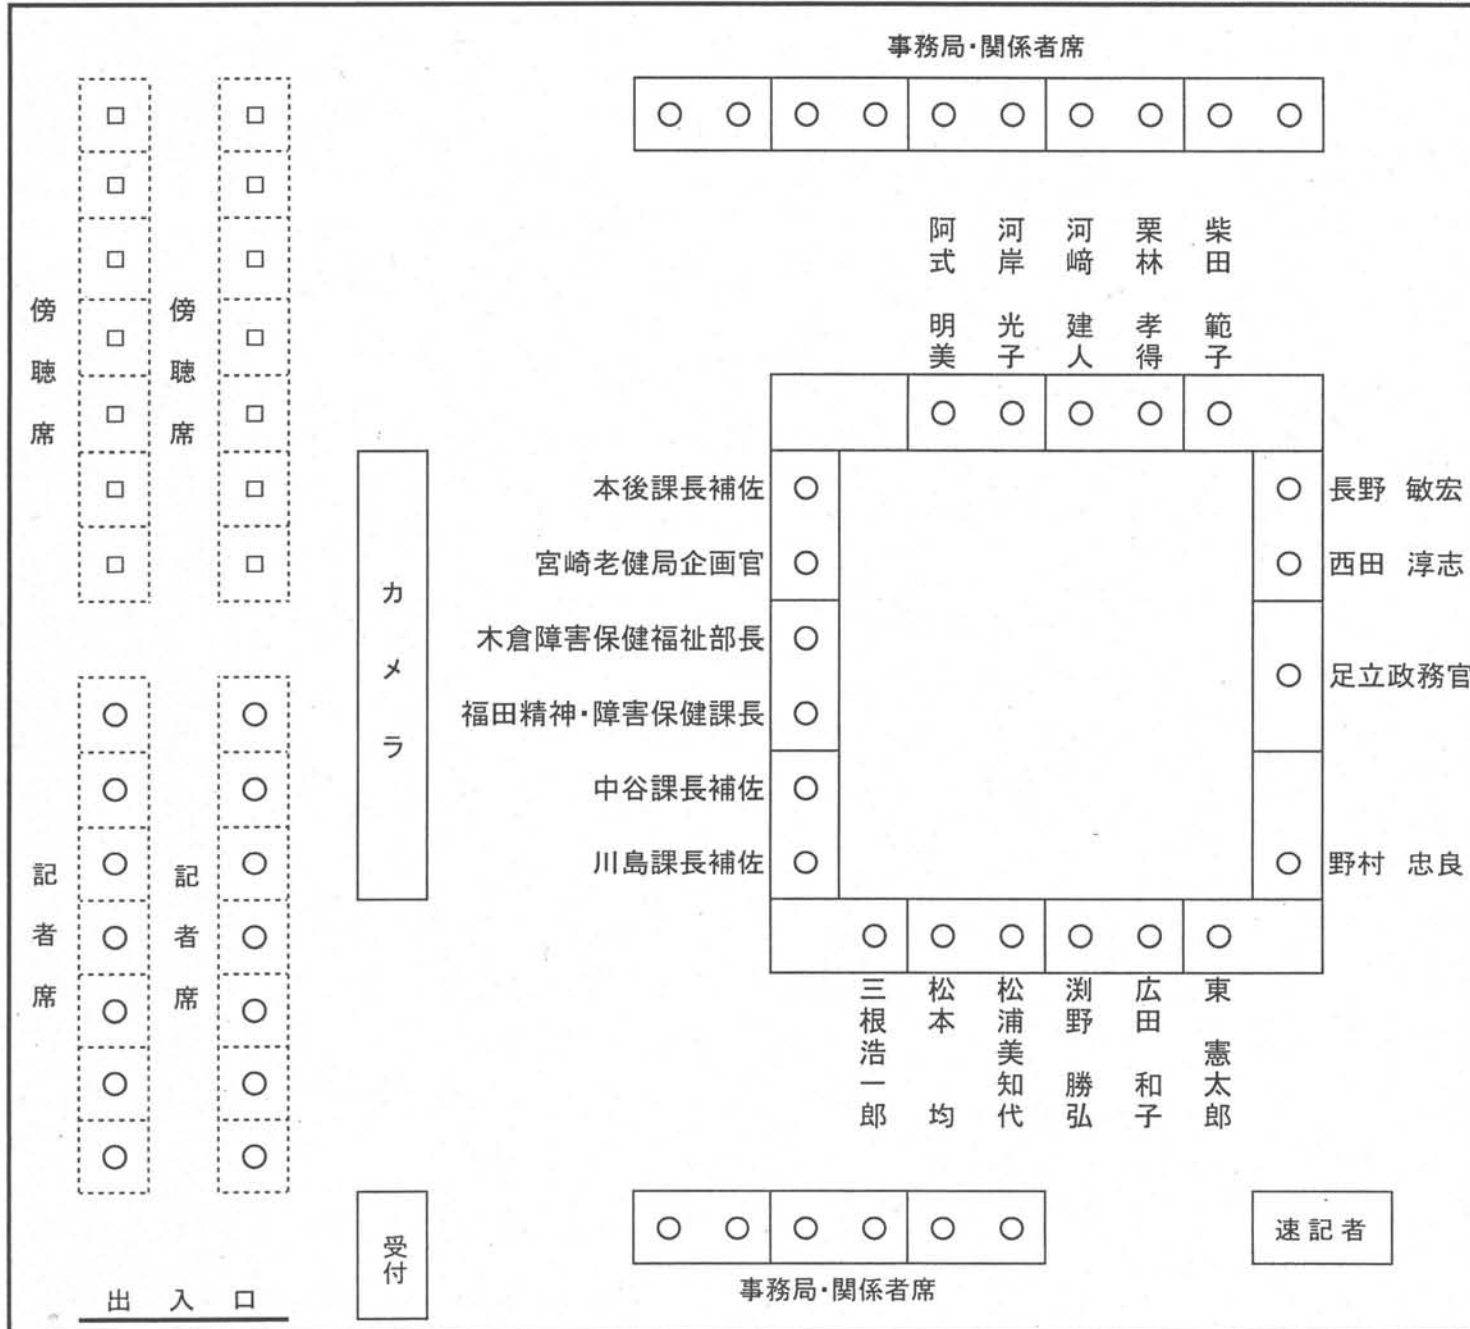 事務局・関係者席
傍聴席
傍聴席
阿式 明美
河岸 光子
河﨑 建人
栗林 孝得
柴田 範子
本後課長補佐
宮崎老健局企画官
木倉障害保健福祉部長
福田精神・障害保健課長
中谷課長補佐
川島課長補佐
カメラ
長野 敏宏
西田 淳志
足立政務官
野村 忠良
記者席
記者席
三根浩一郎
松本 均
松浦美知代
渕野 勝弘
広田 和子
東 憲太郎
受付
事務局・関係者席
速記者
出入口